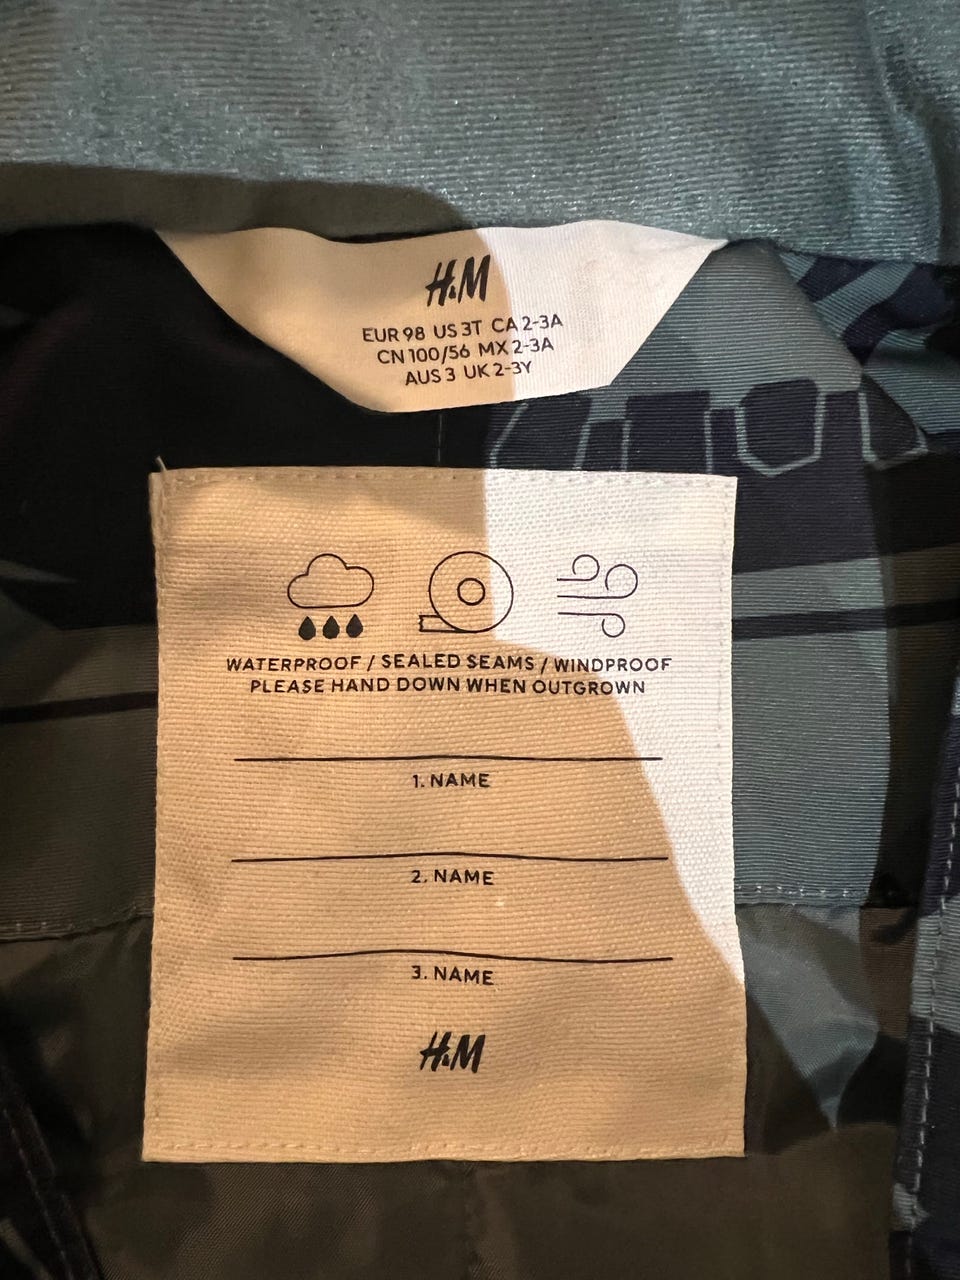 H&M
EUR 98 US 3T CA 2-3A
CN 100/56 MX 2-3A
AUS 3 UK 2-3Y
WATERPROOF / SEALED SEAMS / WINDPROOF
PLEASE HAND DOWN WHEN OUTGROWN
1. NAME
2. NAME
3. NAME
H&M